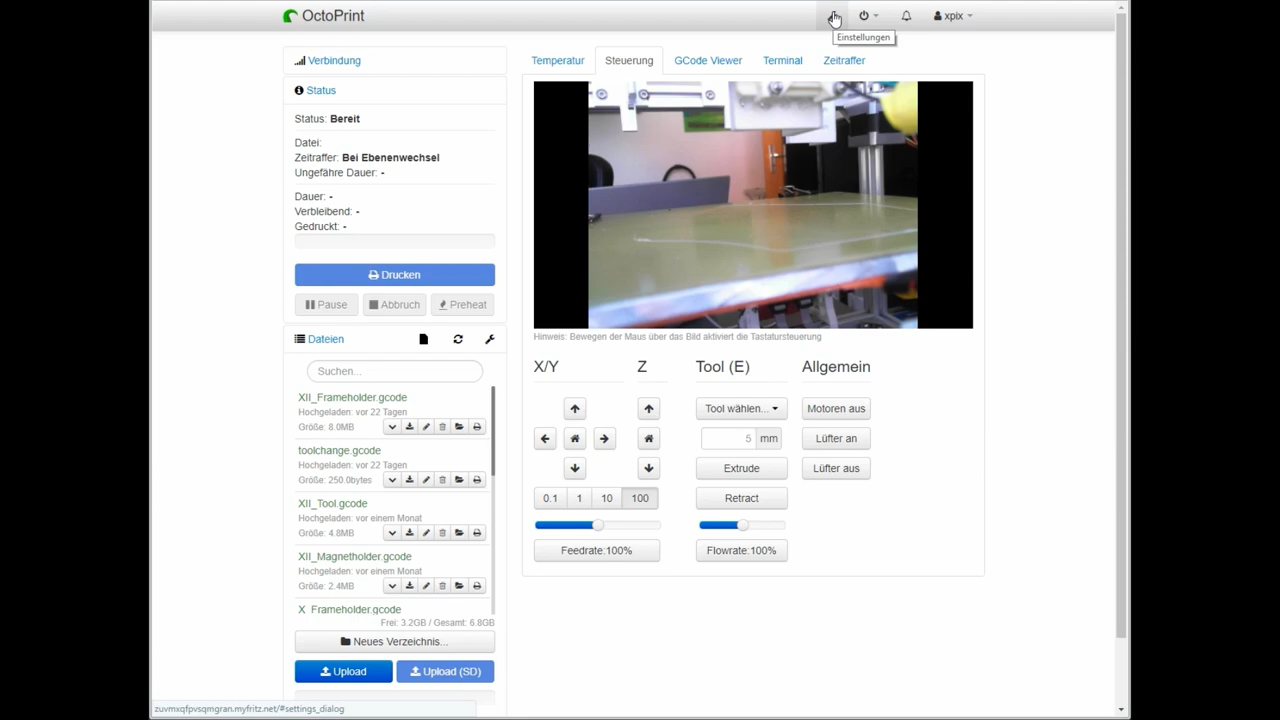 OctoPrint
xpix
Einstellungen
Verbindung
Status
Status: Bereit
Datei:
Zeitraffer: Bei Ebenenwechsel
Ungefähre Dauer: -
Dauer: -
Verbleibend: -
Gedruckt: -
Drucken
Pause
Abbruch
Preheat
Dateien
Suchen...
XII_Frameholder.gcode
Hochgeladen: vor 22 Tagen
Größe: 8.0MB
toolchange.gcode
Hochgeladen: vor 22 Tagen
Größe: 250.0bytes
XII_Tool.gcode
Hochgeladen: vor einem Monat
Größe: 4.8MB
XII_Magnetholder.gcode
Hochgeladen: vor einem Monat
Größe: 2.4MB
X_Frameholder.gcode
Frei: 3.2GB / Gesamt: 6.8GB
Neues Verzeichnis...
Upload
Upload (SD)
Temperatur
Steuerung
GCode Viewer
Terminal
Zeitraffer
Hinweis: Bewegen der Maus über das Bild aktiviert die Tastatursteuerung
X/Y
Z
Tool (E)
Allgemein
Tool wählen...
Motoren aus
5 mm
Lüfter an
Extrude
Lüfter aus
0.1
1
10
100
Retract
Feedrate:100%
Flowrate:100%
zuvmxqfpvsqmgran.myfritz.net/#settings_dialog